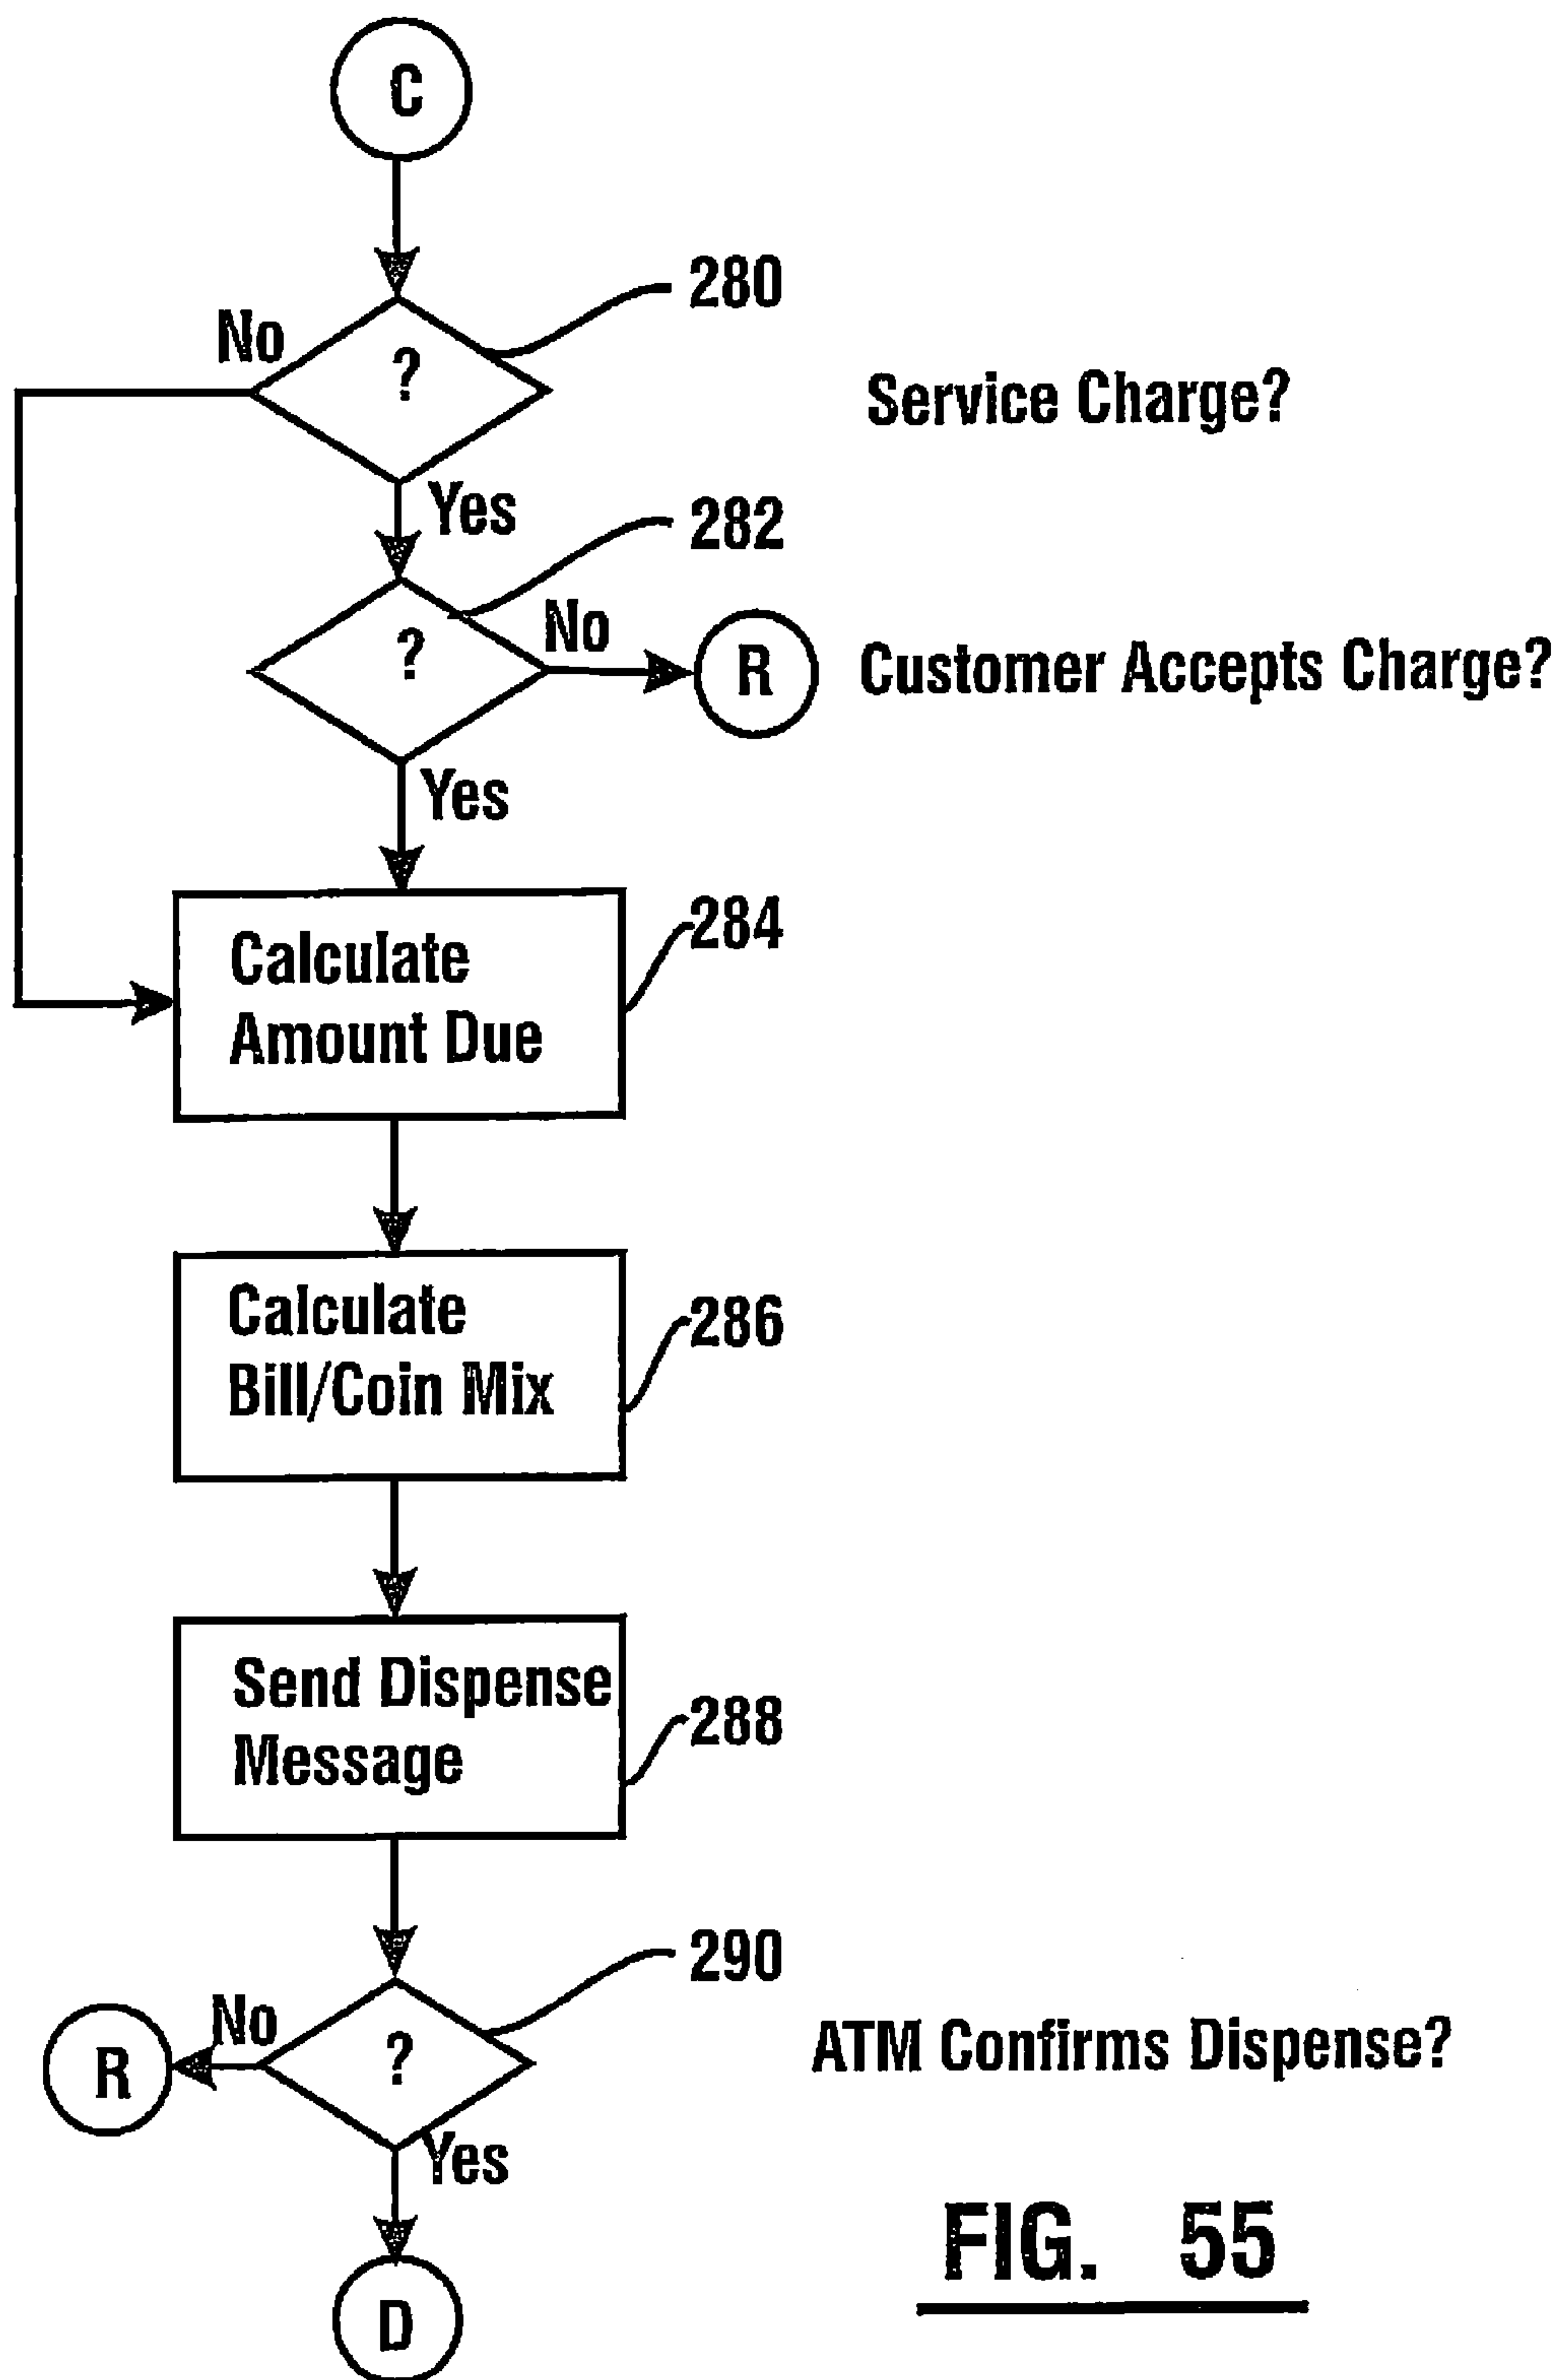 C
280
No
?
Service Charge?
Yes
282
No
?
R
Customer Accepts Charge?
Yes
284
Calculate
Amount Due
286
Calculate
Bill/Coin Mix
Send Dispense
Message
288
290
No
R
?
ATM Confirms Dispense?
Yes
D
FIG. 55